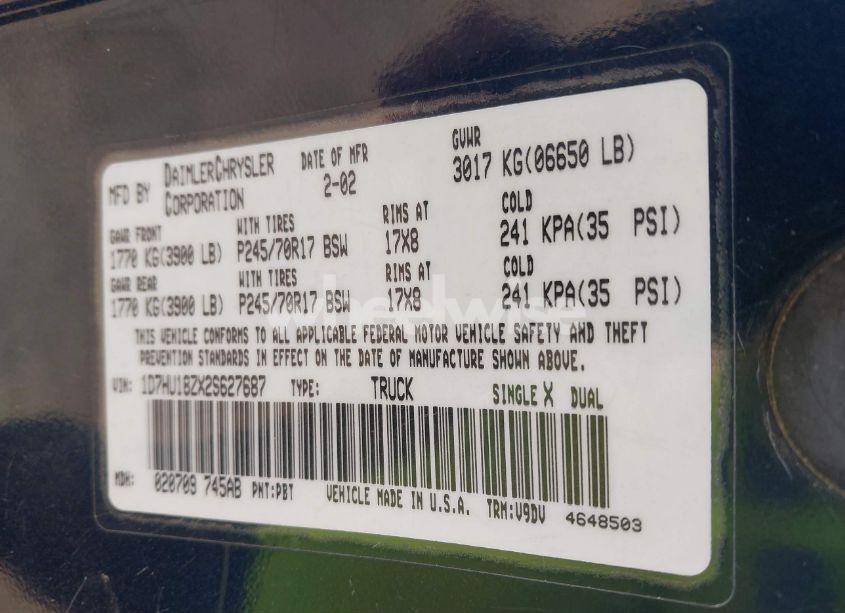 MFD BY DAIMLERCHRYSLER CORPORATION DATE OF MFR 2-02 GVWR 3017 KG(06650 LB)
GAWR FRONT 1770 KG(3900 LB) WITH TIRES P245/70R17 BSW RIMS AT 17X8 COLD 241 KPA(35 PSI)
GAWR REAR 1770 KG(3900 LB) WITH TIRES P245/70R17 BSW RIMS AT 17X8 COLD 241 KPA(35 PSI)
wheelwise
THIS VEHICLE CONFORMS TO ALL APPLICABLE FEDERAL MOTOR VEHICLE SAFETY AND THEFT
PREVENTION STANDARDS IN EFFECT ON THE DATE OF MANUFACTURE SHOWN ABOVE.
VIN: 1D7HU18ZX2S627687 TYPE: TRUCK SINGLE X DUAL
MDH: 020709 745AB PNT:PBT VEHICLE MADE IN U.S.A. TRM:V9DV 4648503